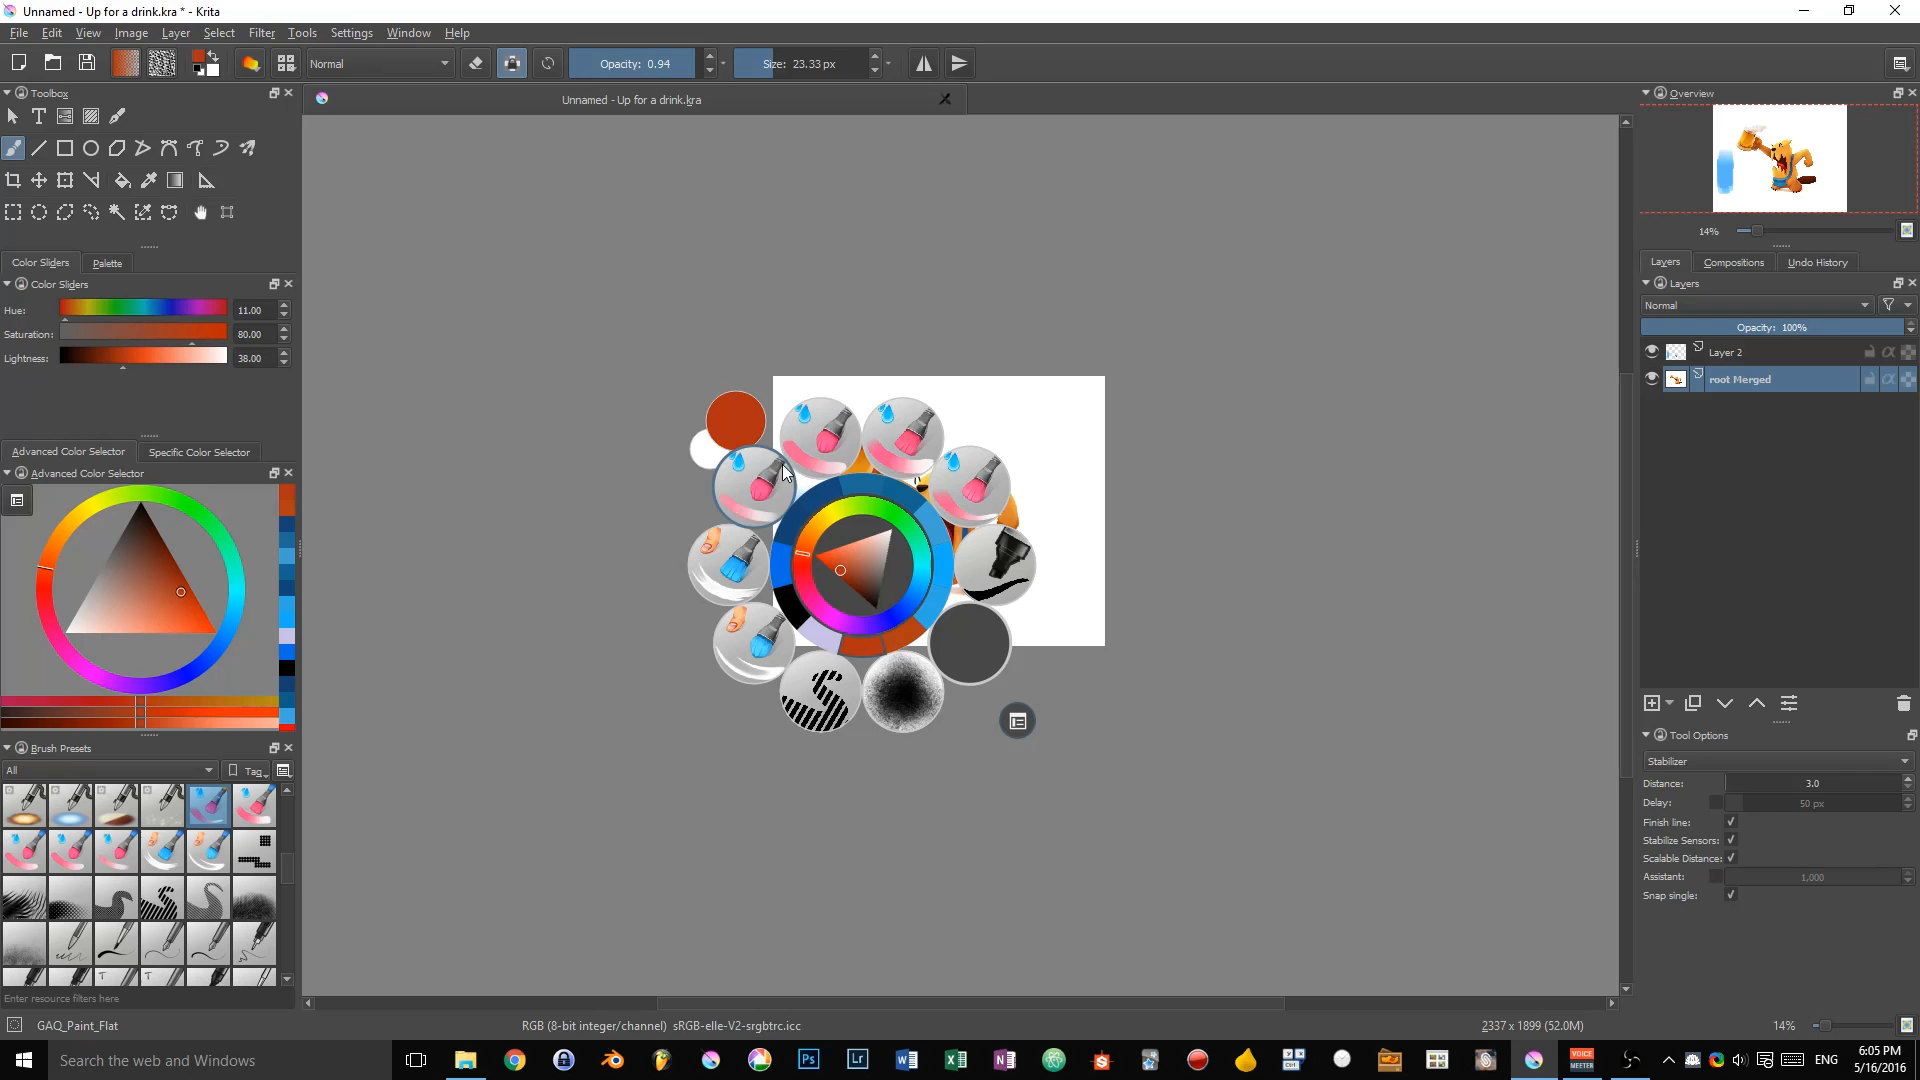 Unnamed - Up for a drink.kra * - Krita
File Edit View Image Layer Select Filter Tools Settings Window Help
Normal Opacity: 0.94 Size: 23.33 px
Toolbox
Unnamed - Up for a drink.kra
Overview
14%
Color Sliders Palette
Layers Compositions Undo History
Color Sliders
Layers
Hue: 11.00
Normal
Saturation: 80.00
Opacity: 100%
Lightness: 38.00
Layer 2
root Merged
Advanced Color Selector Specific Color Selector
Advanced Color Selector
Brush Presets
Tool Options
All Tag
Stabilizer
Distance: 3.0
Delay: 50 px
Finish line:
Stabilize Sensors:
Scalable Distance:
Assistant: 1,000
Snap single:
T T
Enter resource filters here
GAQ_Paint_Flat RGB (8-bit integer/channel) sRGB-elle-V2-srgbtrc.icc 2337 x 1899 (52.0M) 14%
Search the web and Windows
Ps Lr
Ctrl
VOICE MEETER
ENG
6:05 PM
5/16/2016